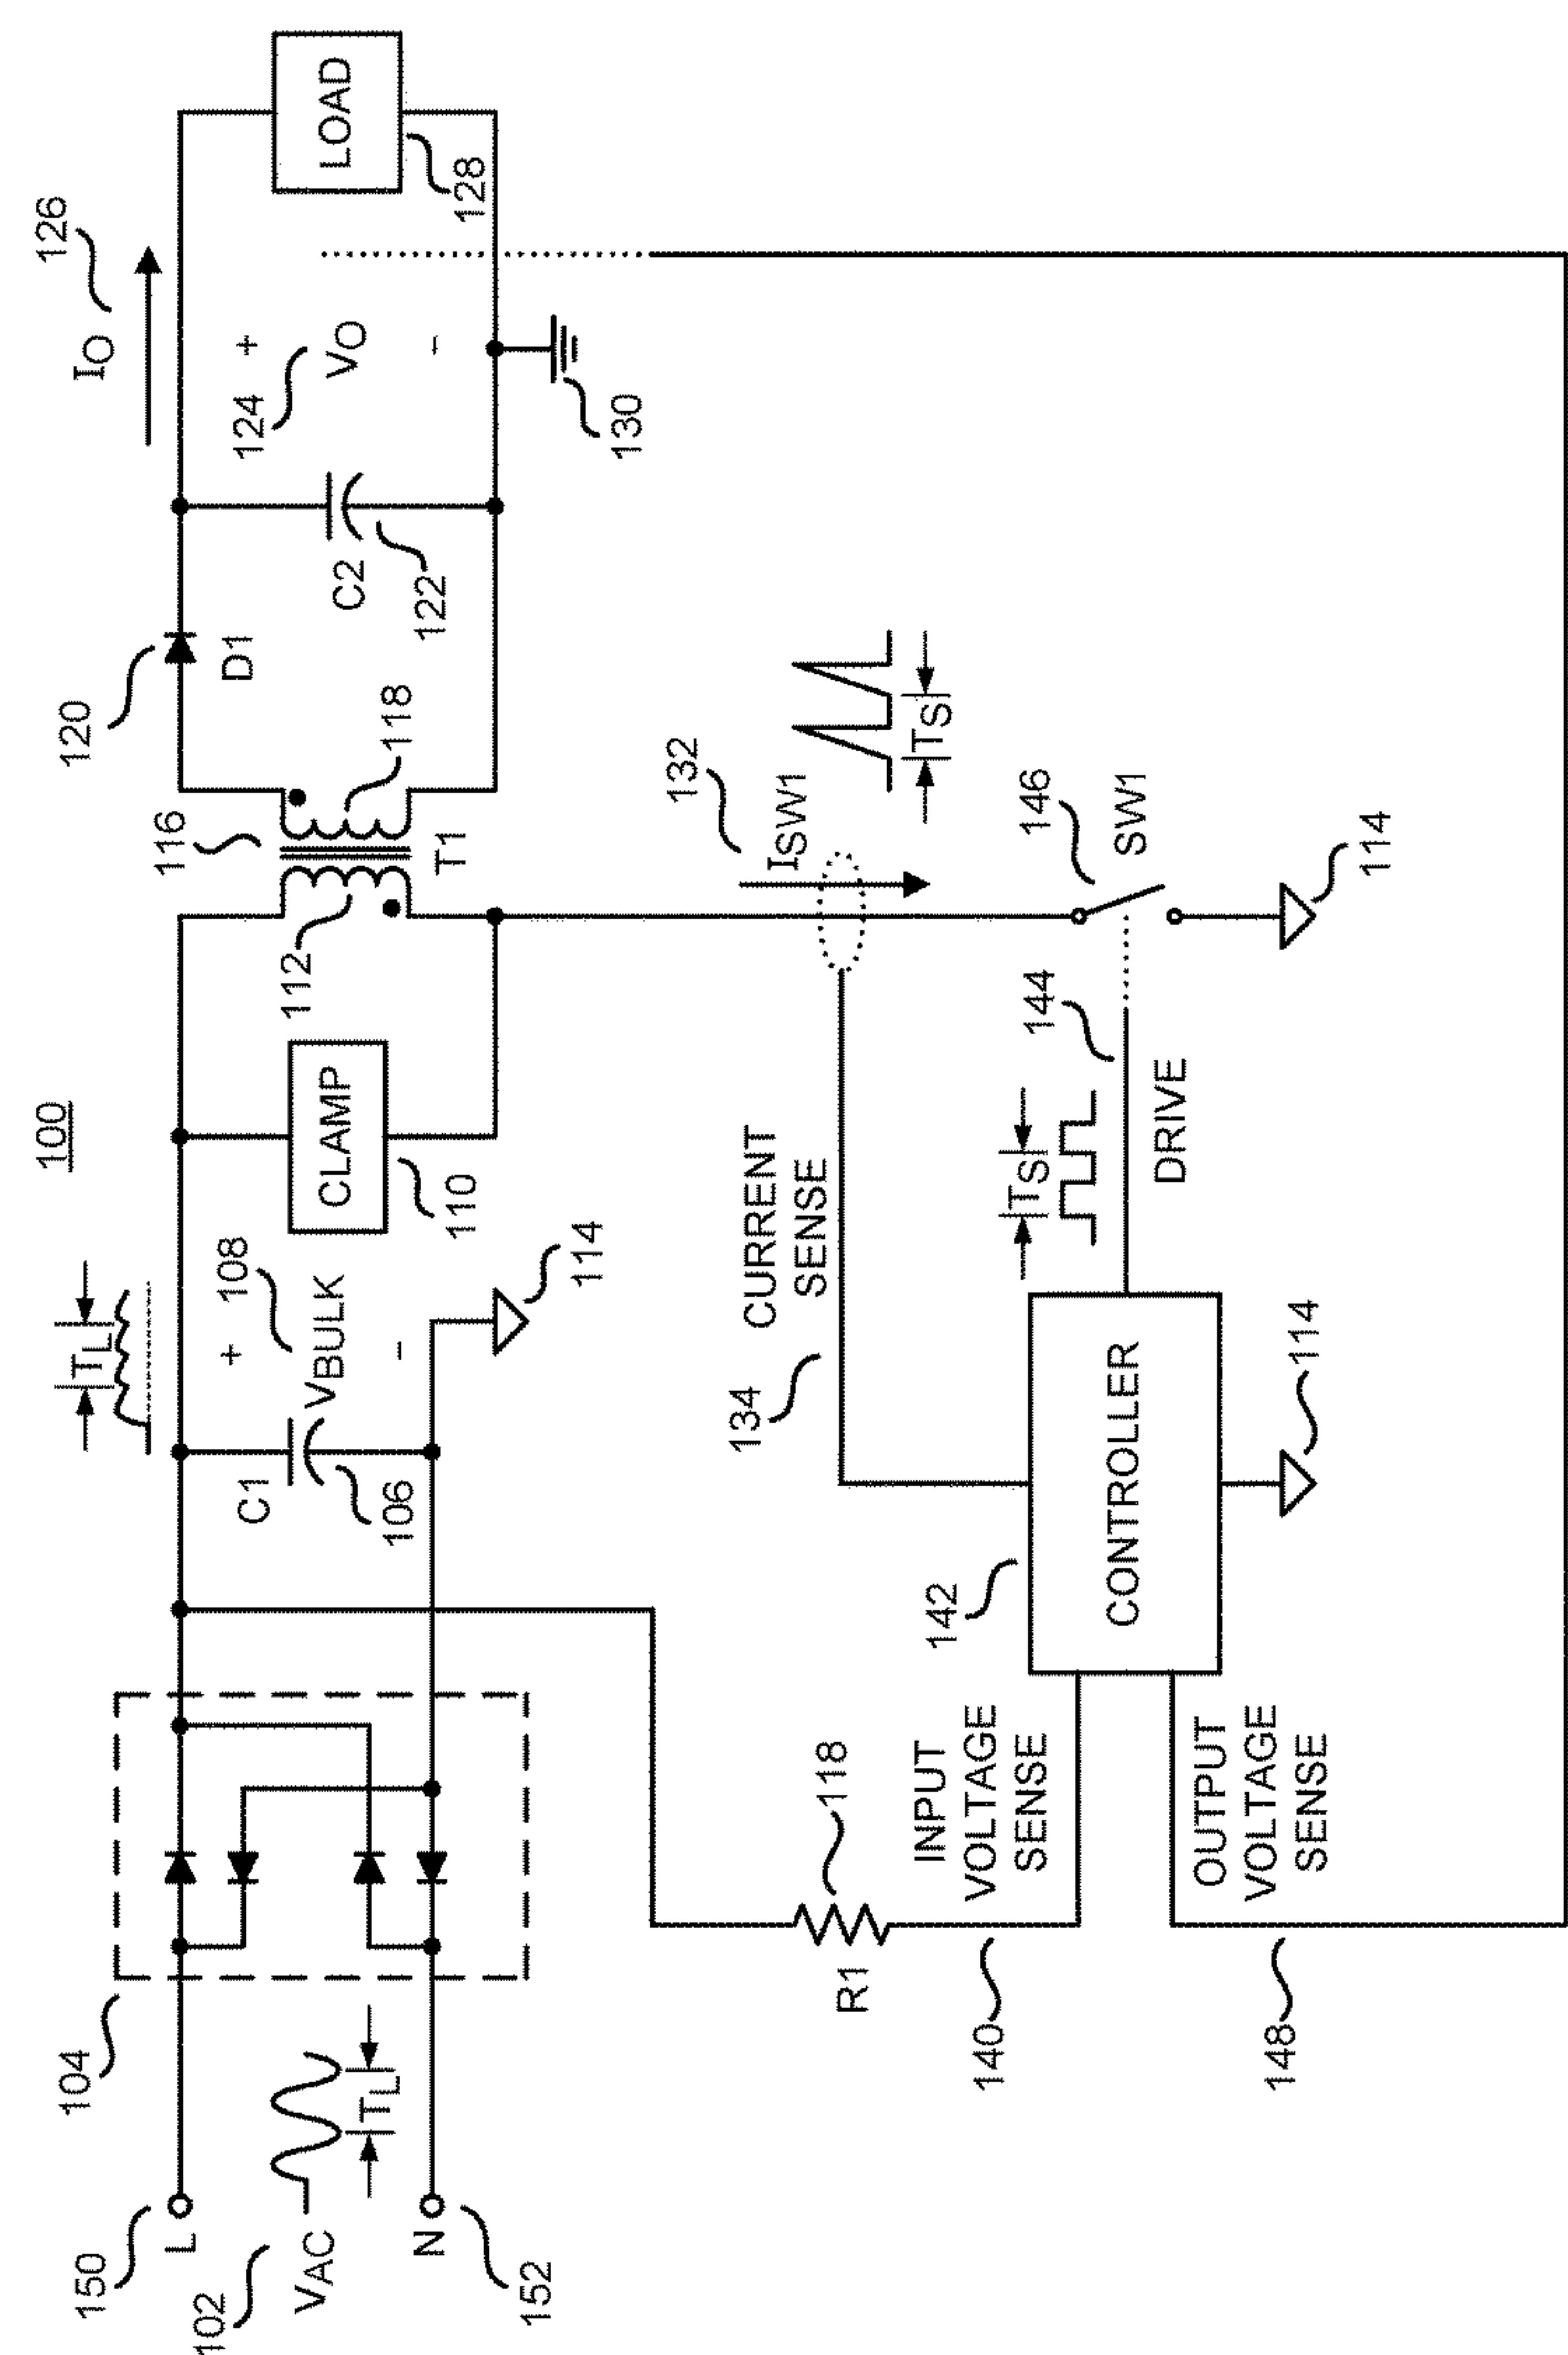 100
150
L
102
VAC
TL
N
152
104
TL
C1
106
+
VBULK
-
108
114
CLAMP
110
112
116
T1
118
120
D1
C2
122
124
+
VO
-
IO
126
130
LOAD
128
118
R1
INPUT
VOLTAGE
SENSE
140
OUTPUT
VOLTAGE
SENSE
148
142
CONTROLLER
114
134
CURRENT
SENSE
TS
DRIVE
144
132
ISW1
TS
146
SW1
114